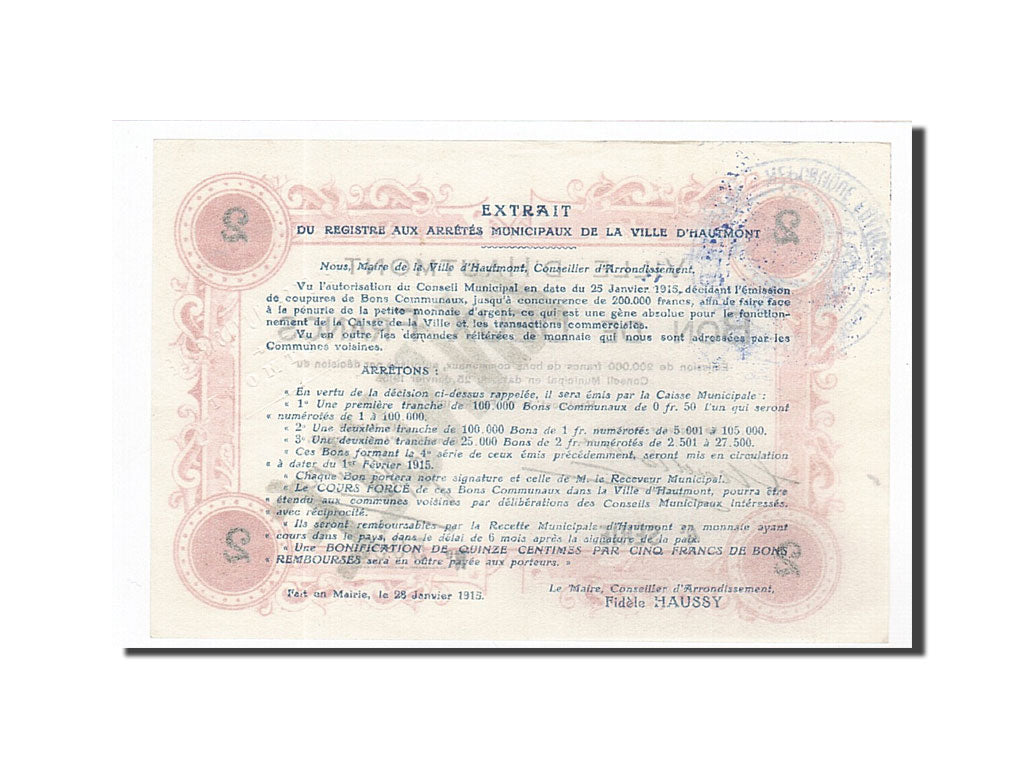 EXTRAIT
DU REGISTRE AUX ARRÊTÉS MUNICIPAUX DE LA VILLE D'HAUTMONT
Nous, Maire de la Ville d'Hautmont, Conseiller d'Arrondissement,
Vu l'autorisation du Conseil Municipal en date du 25 Janvier 1915, décidant l'émission
de coupures de Bons Communaux, jusqu'à concurrence de 200.000 francs, afin de faire face
à la pénurie de la petite monnaie d'argent, ce qui est une gêne absolue pour le fonction-
nement de la Caisse de la Ville et les transactions commerciales.
Vu en outre les demandes réitérées de monnaie qui nous sont adressées par les
Communes voisines.
ARRÊTONS :
« En vertu de la décision ci-dessus rappelée, il sera émis par la Caisse Municipale :
« 1° Une première tranche de 100.000 Bons Communaux de 0 fr. 50 l'un qui seront
« numérotés de 1 à 100.000.
« 2° Une deuxième tranche de 100.000 Bons de 1 fr. numérotés de 5.001 à 105.000.
« 3° Une deuxième tranche de 25.000 Bons de 2 fr. numérotés de 2.501 à 27.500.
« Ces Bons formant la 4e série de ceux émis précédemment, seront mis en circulation
« à dater du 1er Février 1915.
« Chaque Bon portera notre signature et celle de M. le Receveur Municipal.
« Le COURS FORCÉ de ces Bons Communaux dans la Ville d'Hautmont, pourra être
« étendu aux communes voisines par délibérations des Conseils Municipaux intéressés,
« avec réciprocité.
« Ils seront remboursables par la Recette Municipale d'Hautmont en monnaie ayant
« cours dans le pays, dans le délai de 6 mois après la signature de la paix.
« Une BONIFICATION DE QUINZE CENTIMES PAR CINQ FRANCS DE BONS
« REMBOURSÉS sera en outre payée aux porteurs. »
Fait en Mairie, le 28 Janvier 1915.
Le Maire, Conseiller d'Arrondissement,
Fidèle HAUSSY